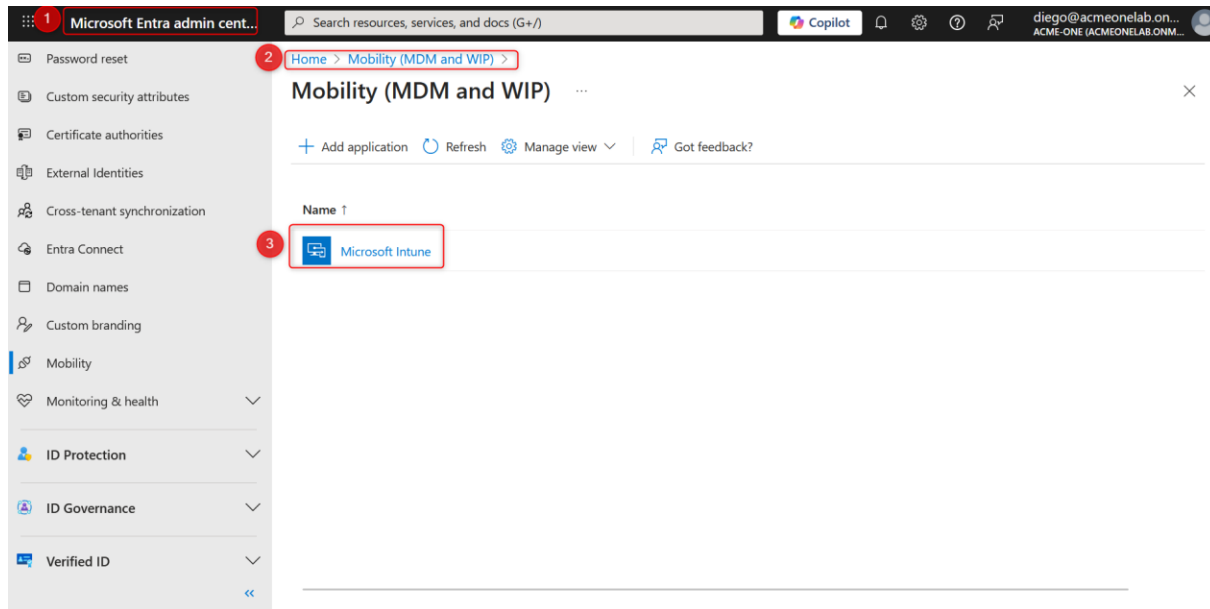 1 Microsoft Entra admin cent...
Search resources, services, and docs (G+/)
Copilot
diego@acmeonelab.on...
ACME-ONE (ACMEONELAB.ONM...
Password reset
Custom security attributes
Certificate authorities
External Identities
Cross-tenant synchronization
Entra Connect
Domain names
Custom branding
Mobility
Monitoring & health
ID Protection
ID Governance
Verified ID
«
2 Home > Mobility (MDM and WIP) >
Mobility (MDM and WIP) ...
+ Add application Refresh Manage view Got feedback?
Name ↑
3 Microsoft Intune